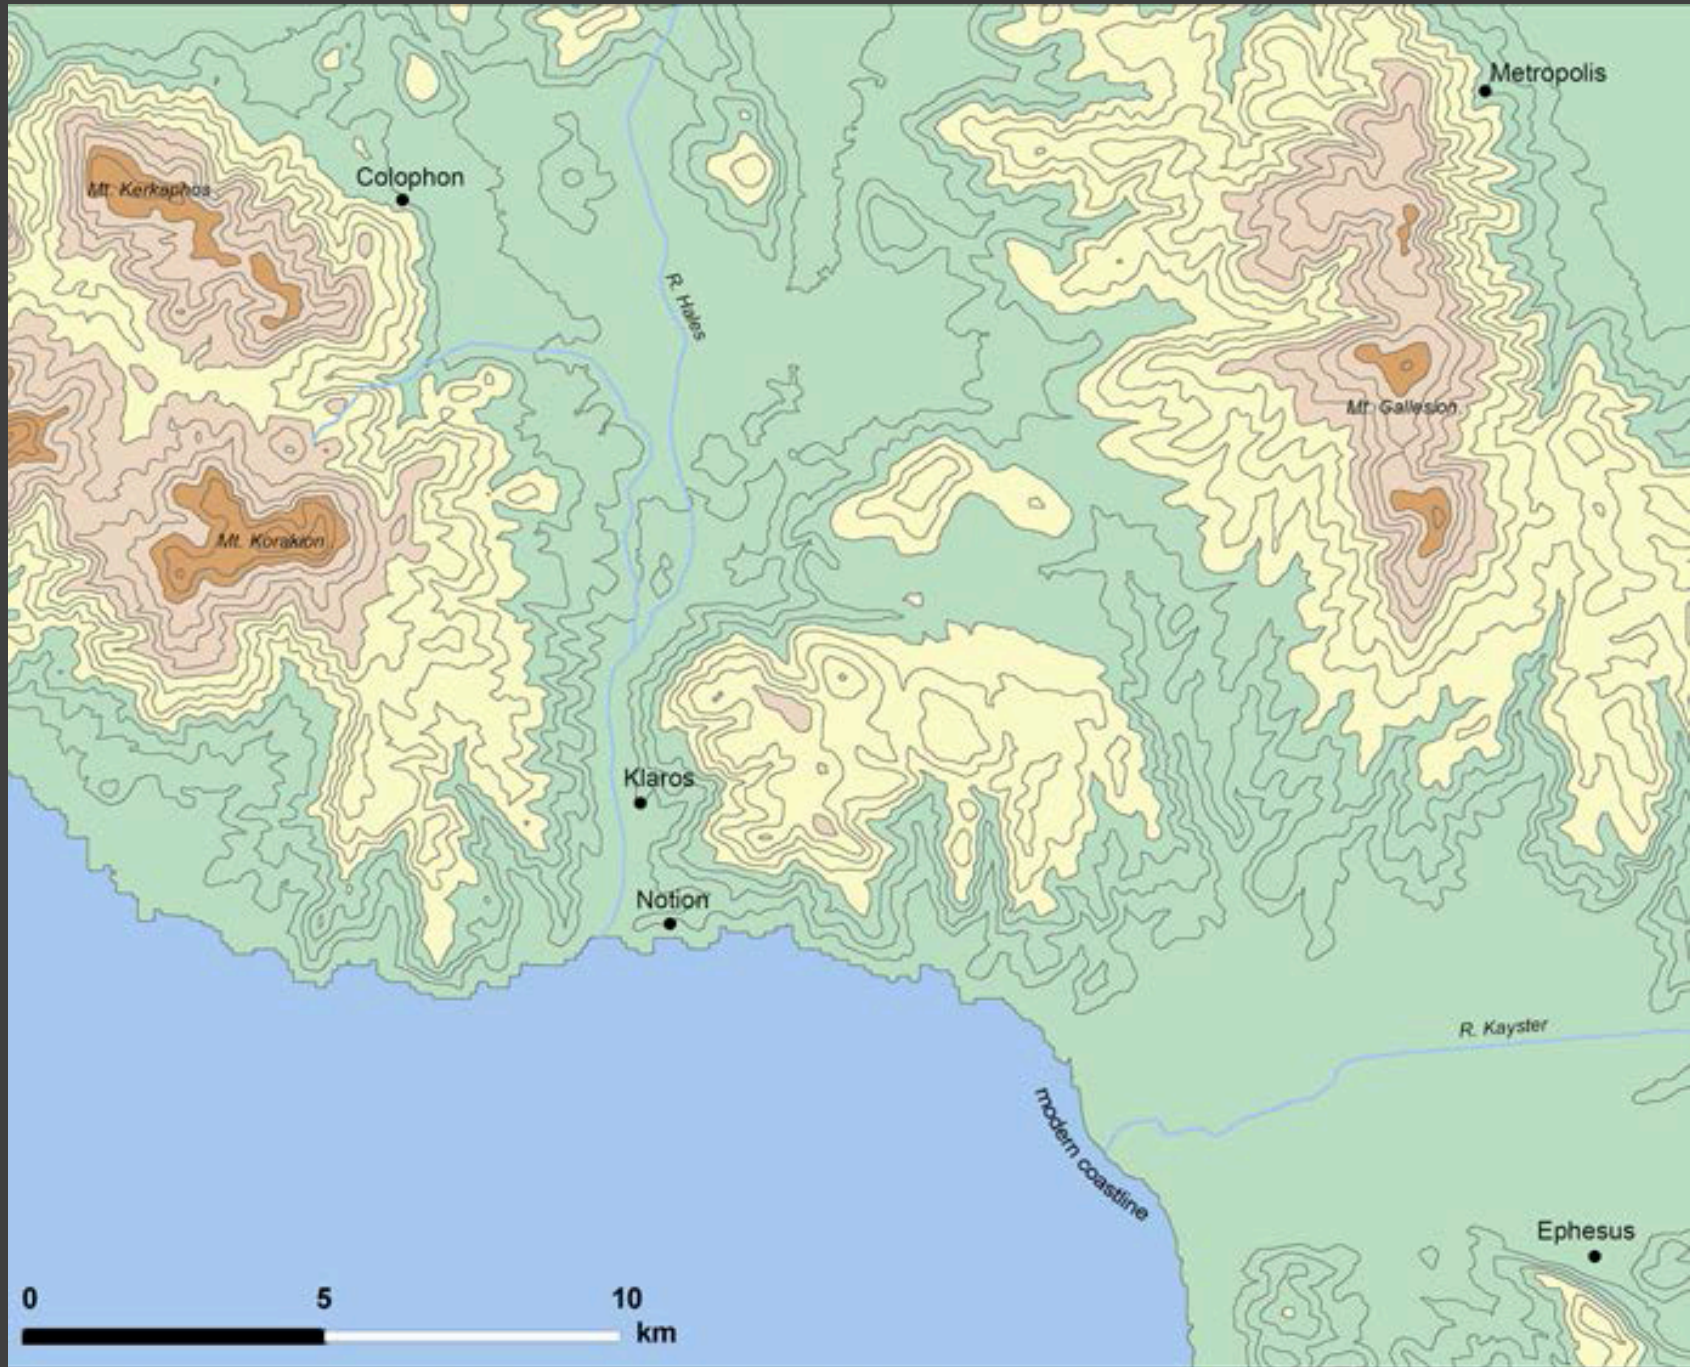 Metropolis
Colophon
Mt. Kerkaphos
R. Hales
Mt. Gallesion
Mt. Korakion
Klaros
Notion
R. Kayster
modern coastline
Ephesus
0 5 10
km